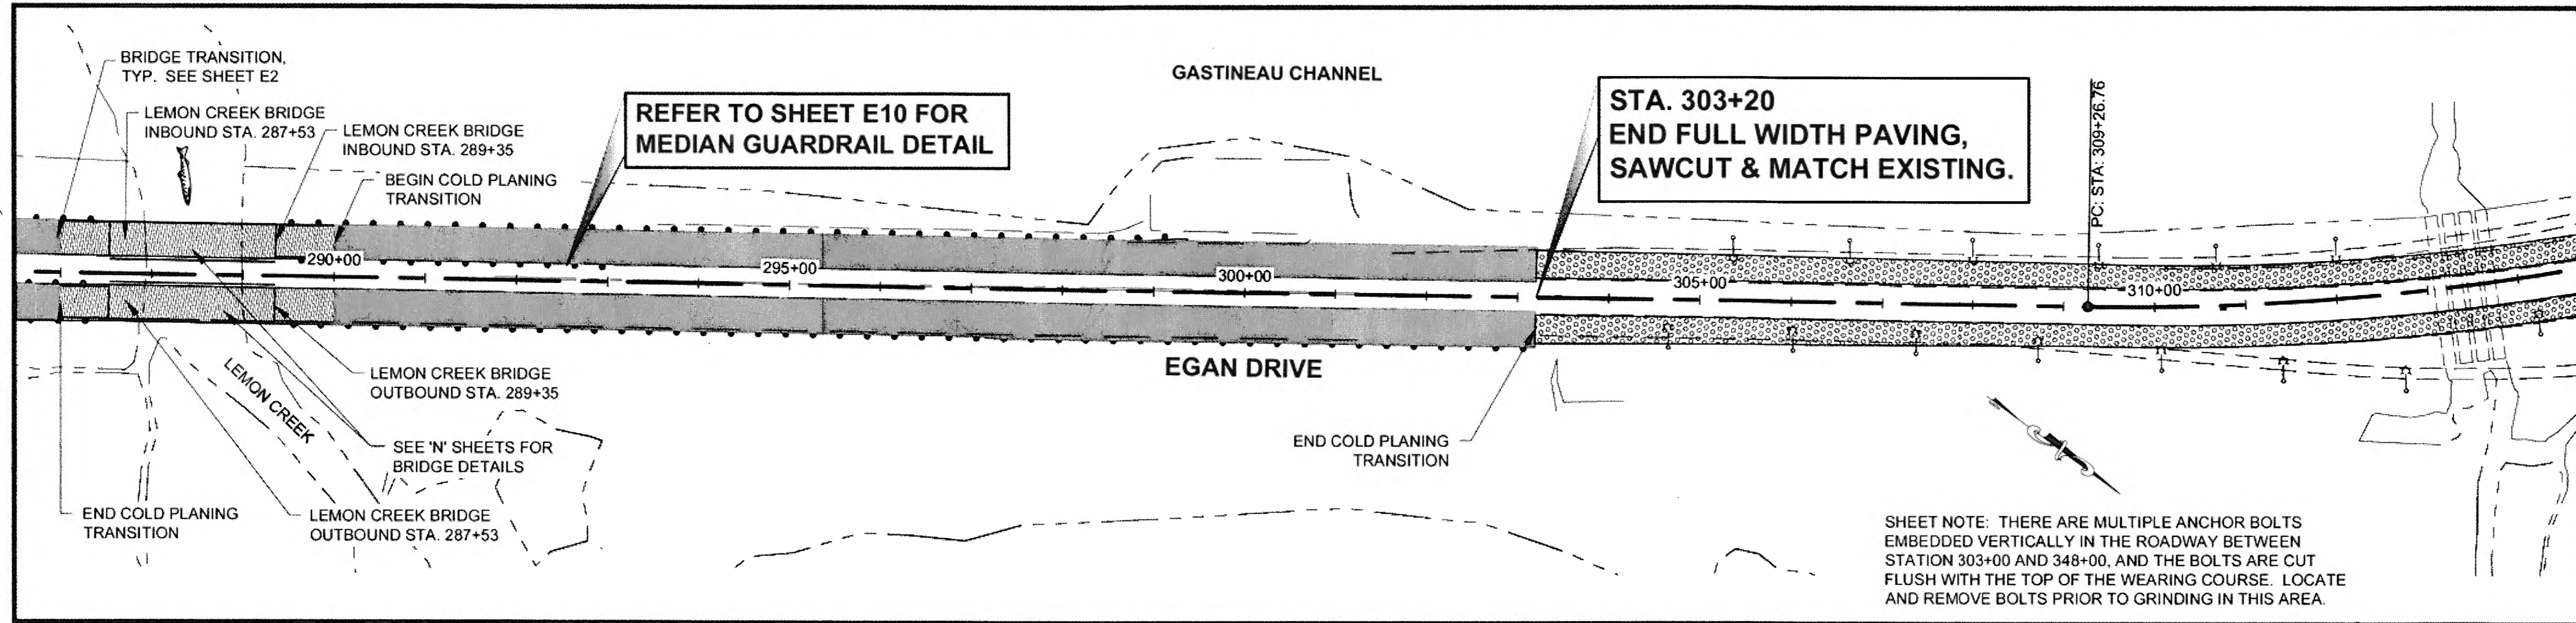 BRIDGE TRANSITION,
TYP. SEE SHEET E2
LEMON CREEK BRIDGE
INBOUND STA. 287+53
LEMON CREEK BRIDGE
INBOUND STA. 289+35
BEGIN COLD PLANING
TRANSITION
REFER TO SHEET E10 FOR
MEDIAN GUARDRAIL DETAIL
GASTINEAU CHANNEL
STA. 303+20
END FULL WIDTH PAVING,
SAWCUT & MATCH EXISTING.
PC: STA: 309+26.76
290+00
295+00
300+00
305+00
310+00
EGAN DRIVE
LEMON CREEK
LEMON CREEK BRIDGE
OUTBOUND STA. 289+35
SEE 'N' SHEETS FOR
BRIDGE DETAILS
END COLD PLANING
TRANSITION
LEMON CREEK BRIDGE
OUTBOUND STA. 287+53
END COLD PLANING
TRANSITION
SHEET NOTE: THERE ARE MULTIPLE ANCHOR BOLTS
EMBEDDED VERTICALLY IN THE ROADWAY BETWEEN
STATION 303+00 AND 348+00, AND THE BOLTS ARE CUT
FLUSH WITH THE TOP OF THE WEARING COURSE. LOCATE
AND REMOVE BOLTS PRIOR TO GRINDING IN THIS AREA.